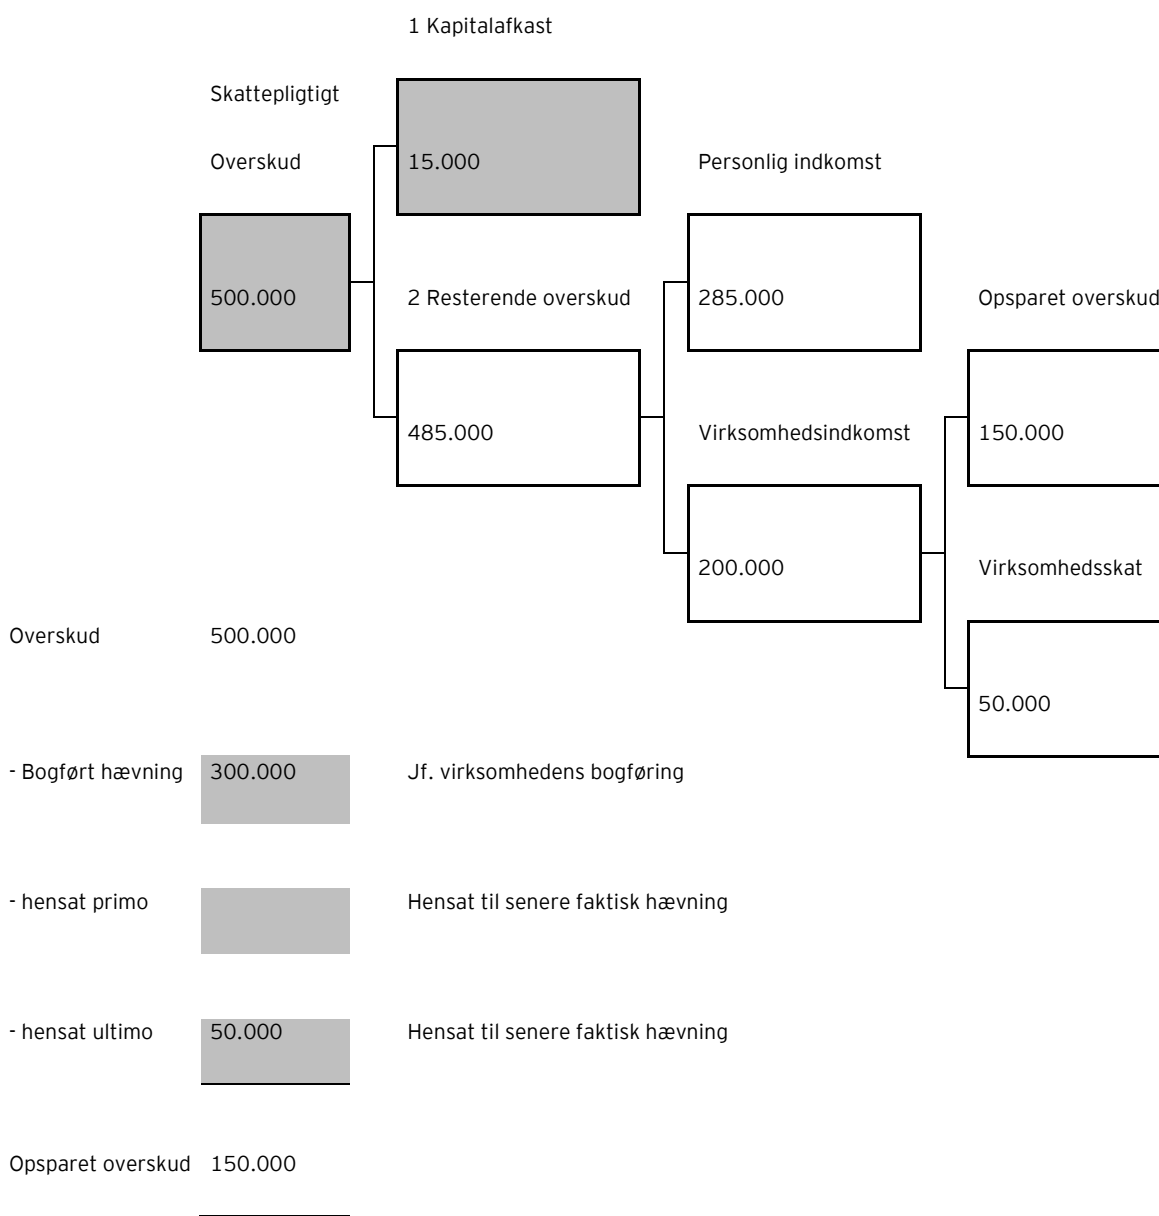 1 Kapitalafkast
Skattepligtigt
Overskud
15.000
Personlig indkomst
500.000
2 Resterende overskud
285.000
Opsparet overskud
485.000
Virksomhedsindkomst
150.000
200.000
Virksomhedsskat
Overskud 500.000
50.000
- Bogført hævning 300.000 Jf. virksomhedens bogføring
- hensat primo Hensat til senere faktisk hævning
- hensat ultimo 50.000 Hensat til senere faktisk hævning
Opsparet overskud 150.000